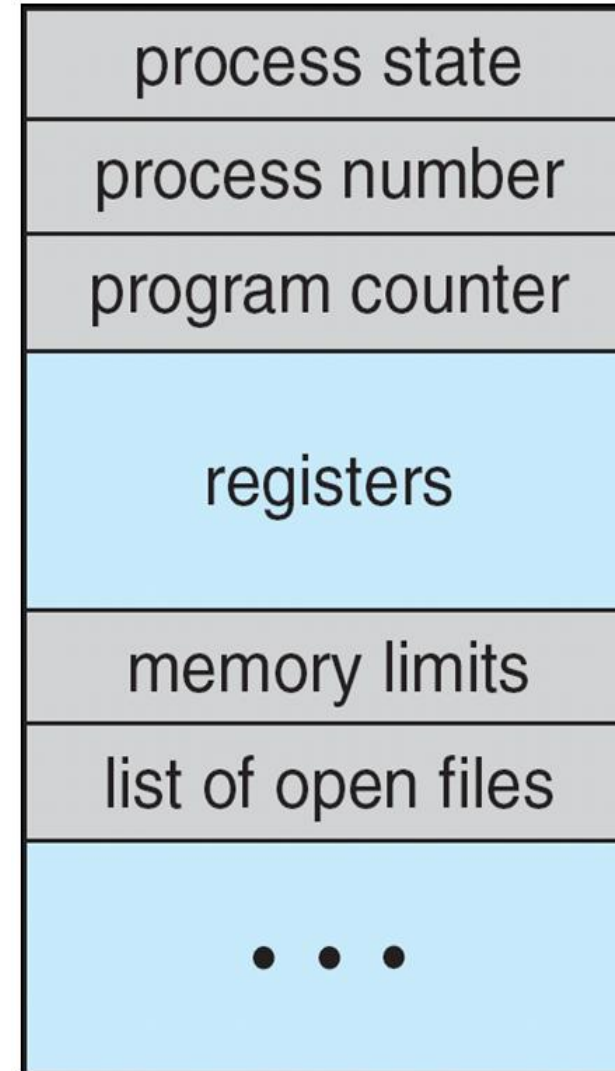 process state
process number
program counter
registers
memory limits
list of open files
• • •